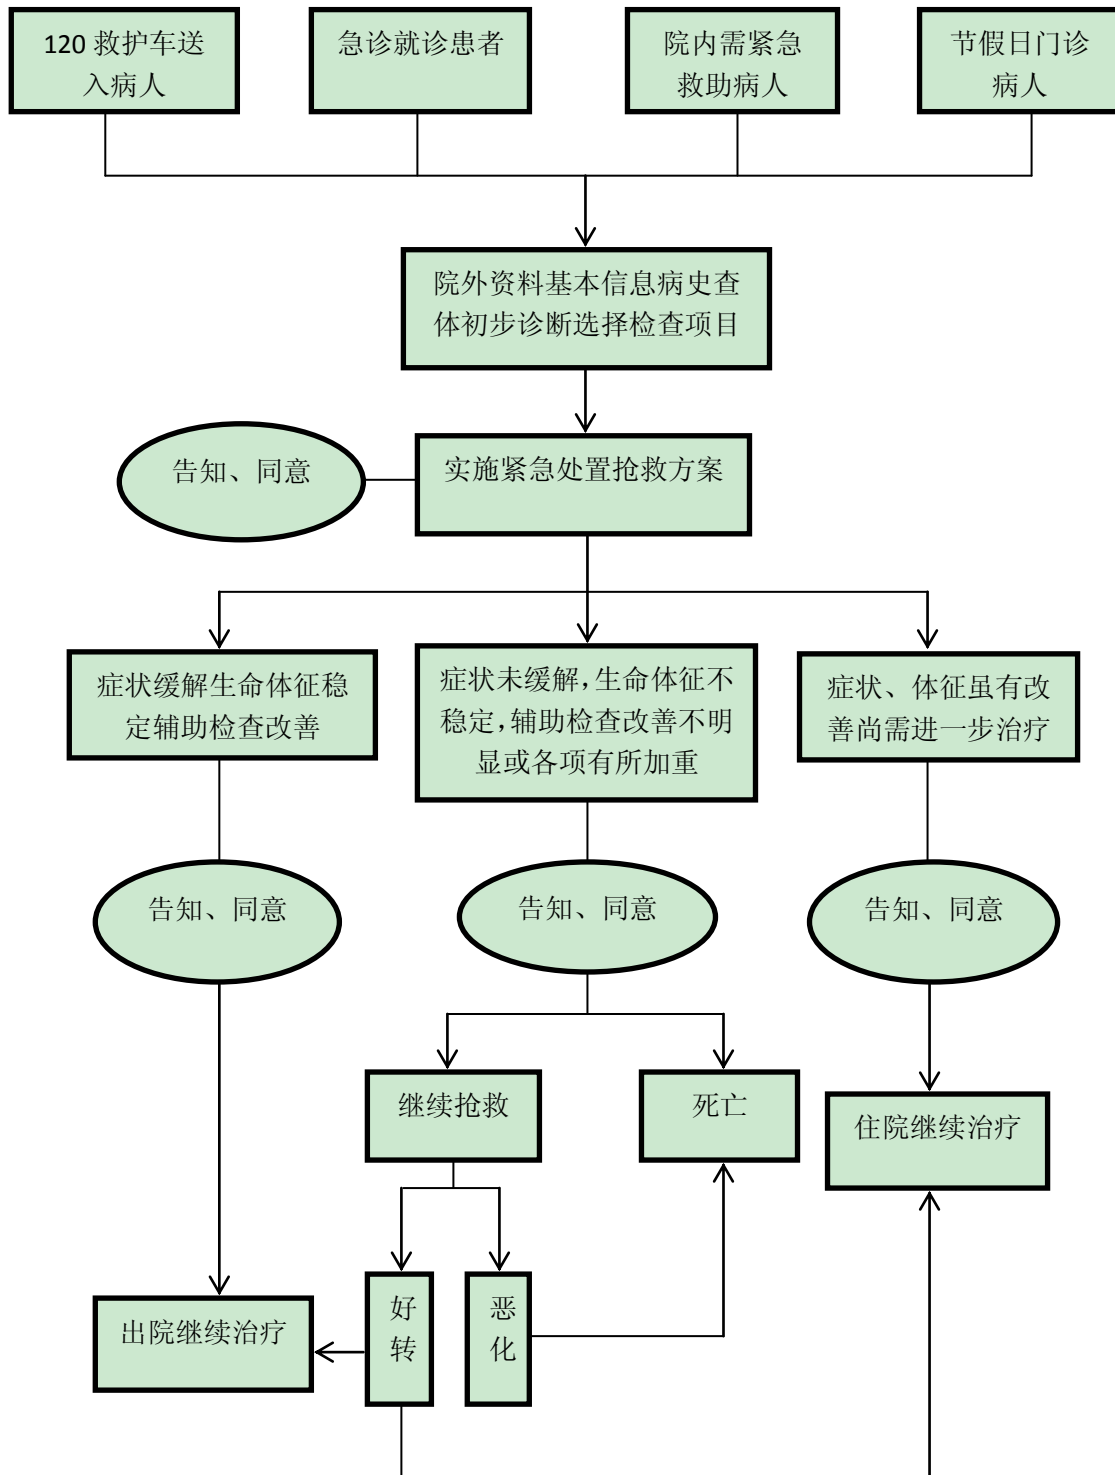 120 救护车送
入病人
急诊就诊患者
院内需紧急
救助病人
节假日门诊
病人
院外资料基本信息病史查
体初步诊断选择检查项目
告知、同意
实施紧急处置抢救方案
症状缓解生命体征稳
定辅助检查改善
症状未缓解，生命体征不
稳定，辅助检查改善不明
显或各项有所加重
症状、体征虽有改
善尚需进一步治疗
告知、同意
告知、同意
告知、同意
继续抢救
死亡
住院继续治疗
出院继续治疗
好
转
恶
化